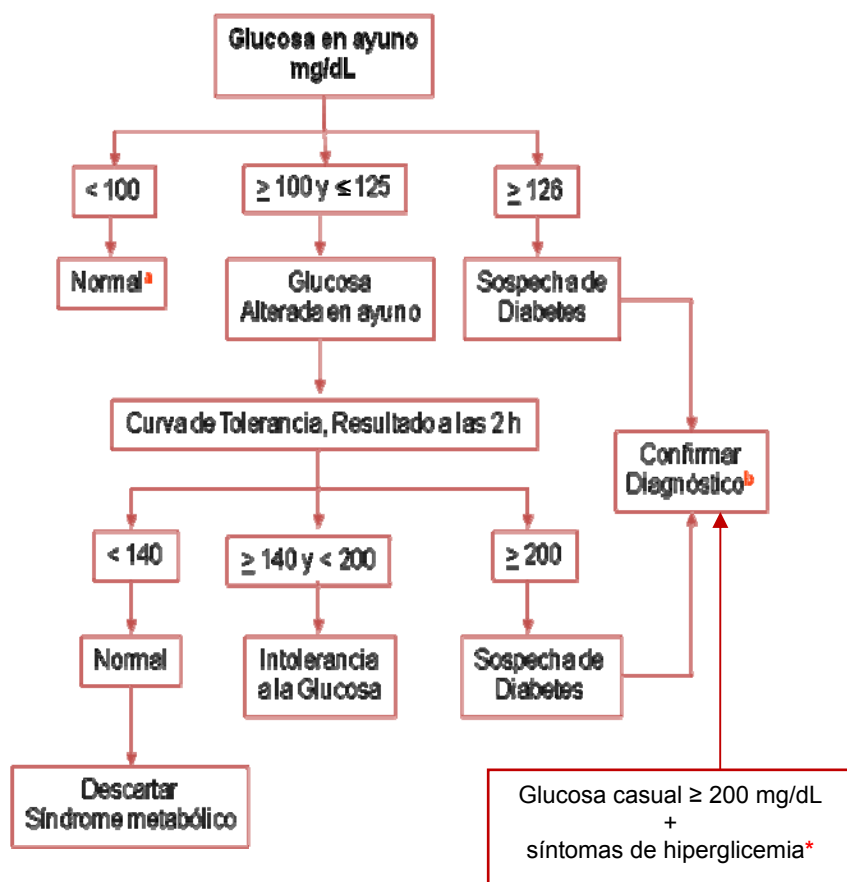 Glucosa en ayuno
mg/dL
< 100
≥ 100 y ≤ 125
≥ 126
Normalª
Glucosa
Alterada en ayuno
Sospecha de
Diabetes
Curva de Tolerancia, Resultado a las 2 h
Confirmar
Diagnósticoᵇ
< 140
≥ 140 y < 200
≥ 200
Normal
Intolerancia
a la Glucosa
Sospecha de
Diabetes
Descartar
Síndrome metabólico
Glucosa casual ≥ 200 mg/dL
+
síntomas de hiperglicemia*